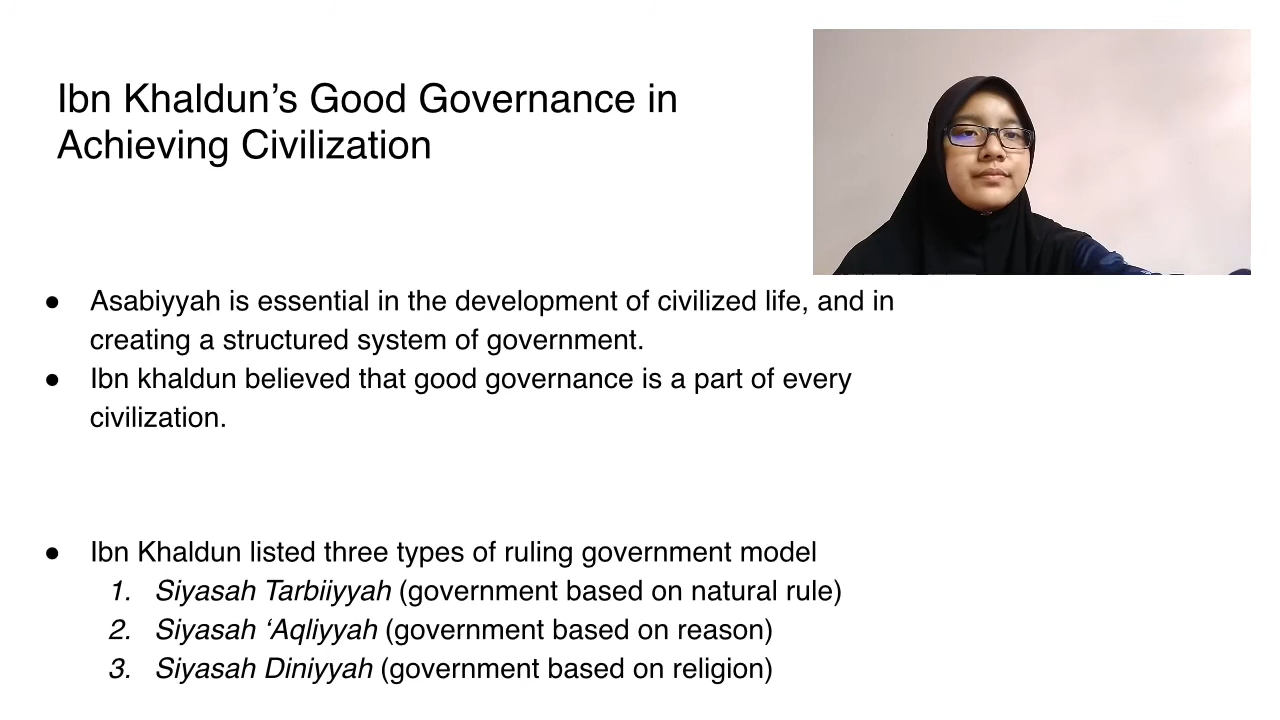 Ibn Khaldun’s Good Governance in
Achieving Civilization
● Asabiyyah is essential in the development of civilized life, and in
creating a structured system of government.
● Ibn khaldun believed that good governance is a part of every
civilization.
● Ibn Khaldun listed three types of ruling government model
1. Siyasah Tarbiiyyah (government based on natural rule)
2. Siyasah ‘Aqliyyah (government based on reason)
3. Siyasah Diniyyah (government based on religion)